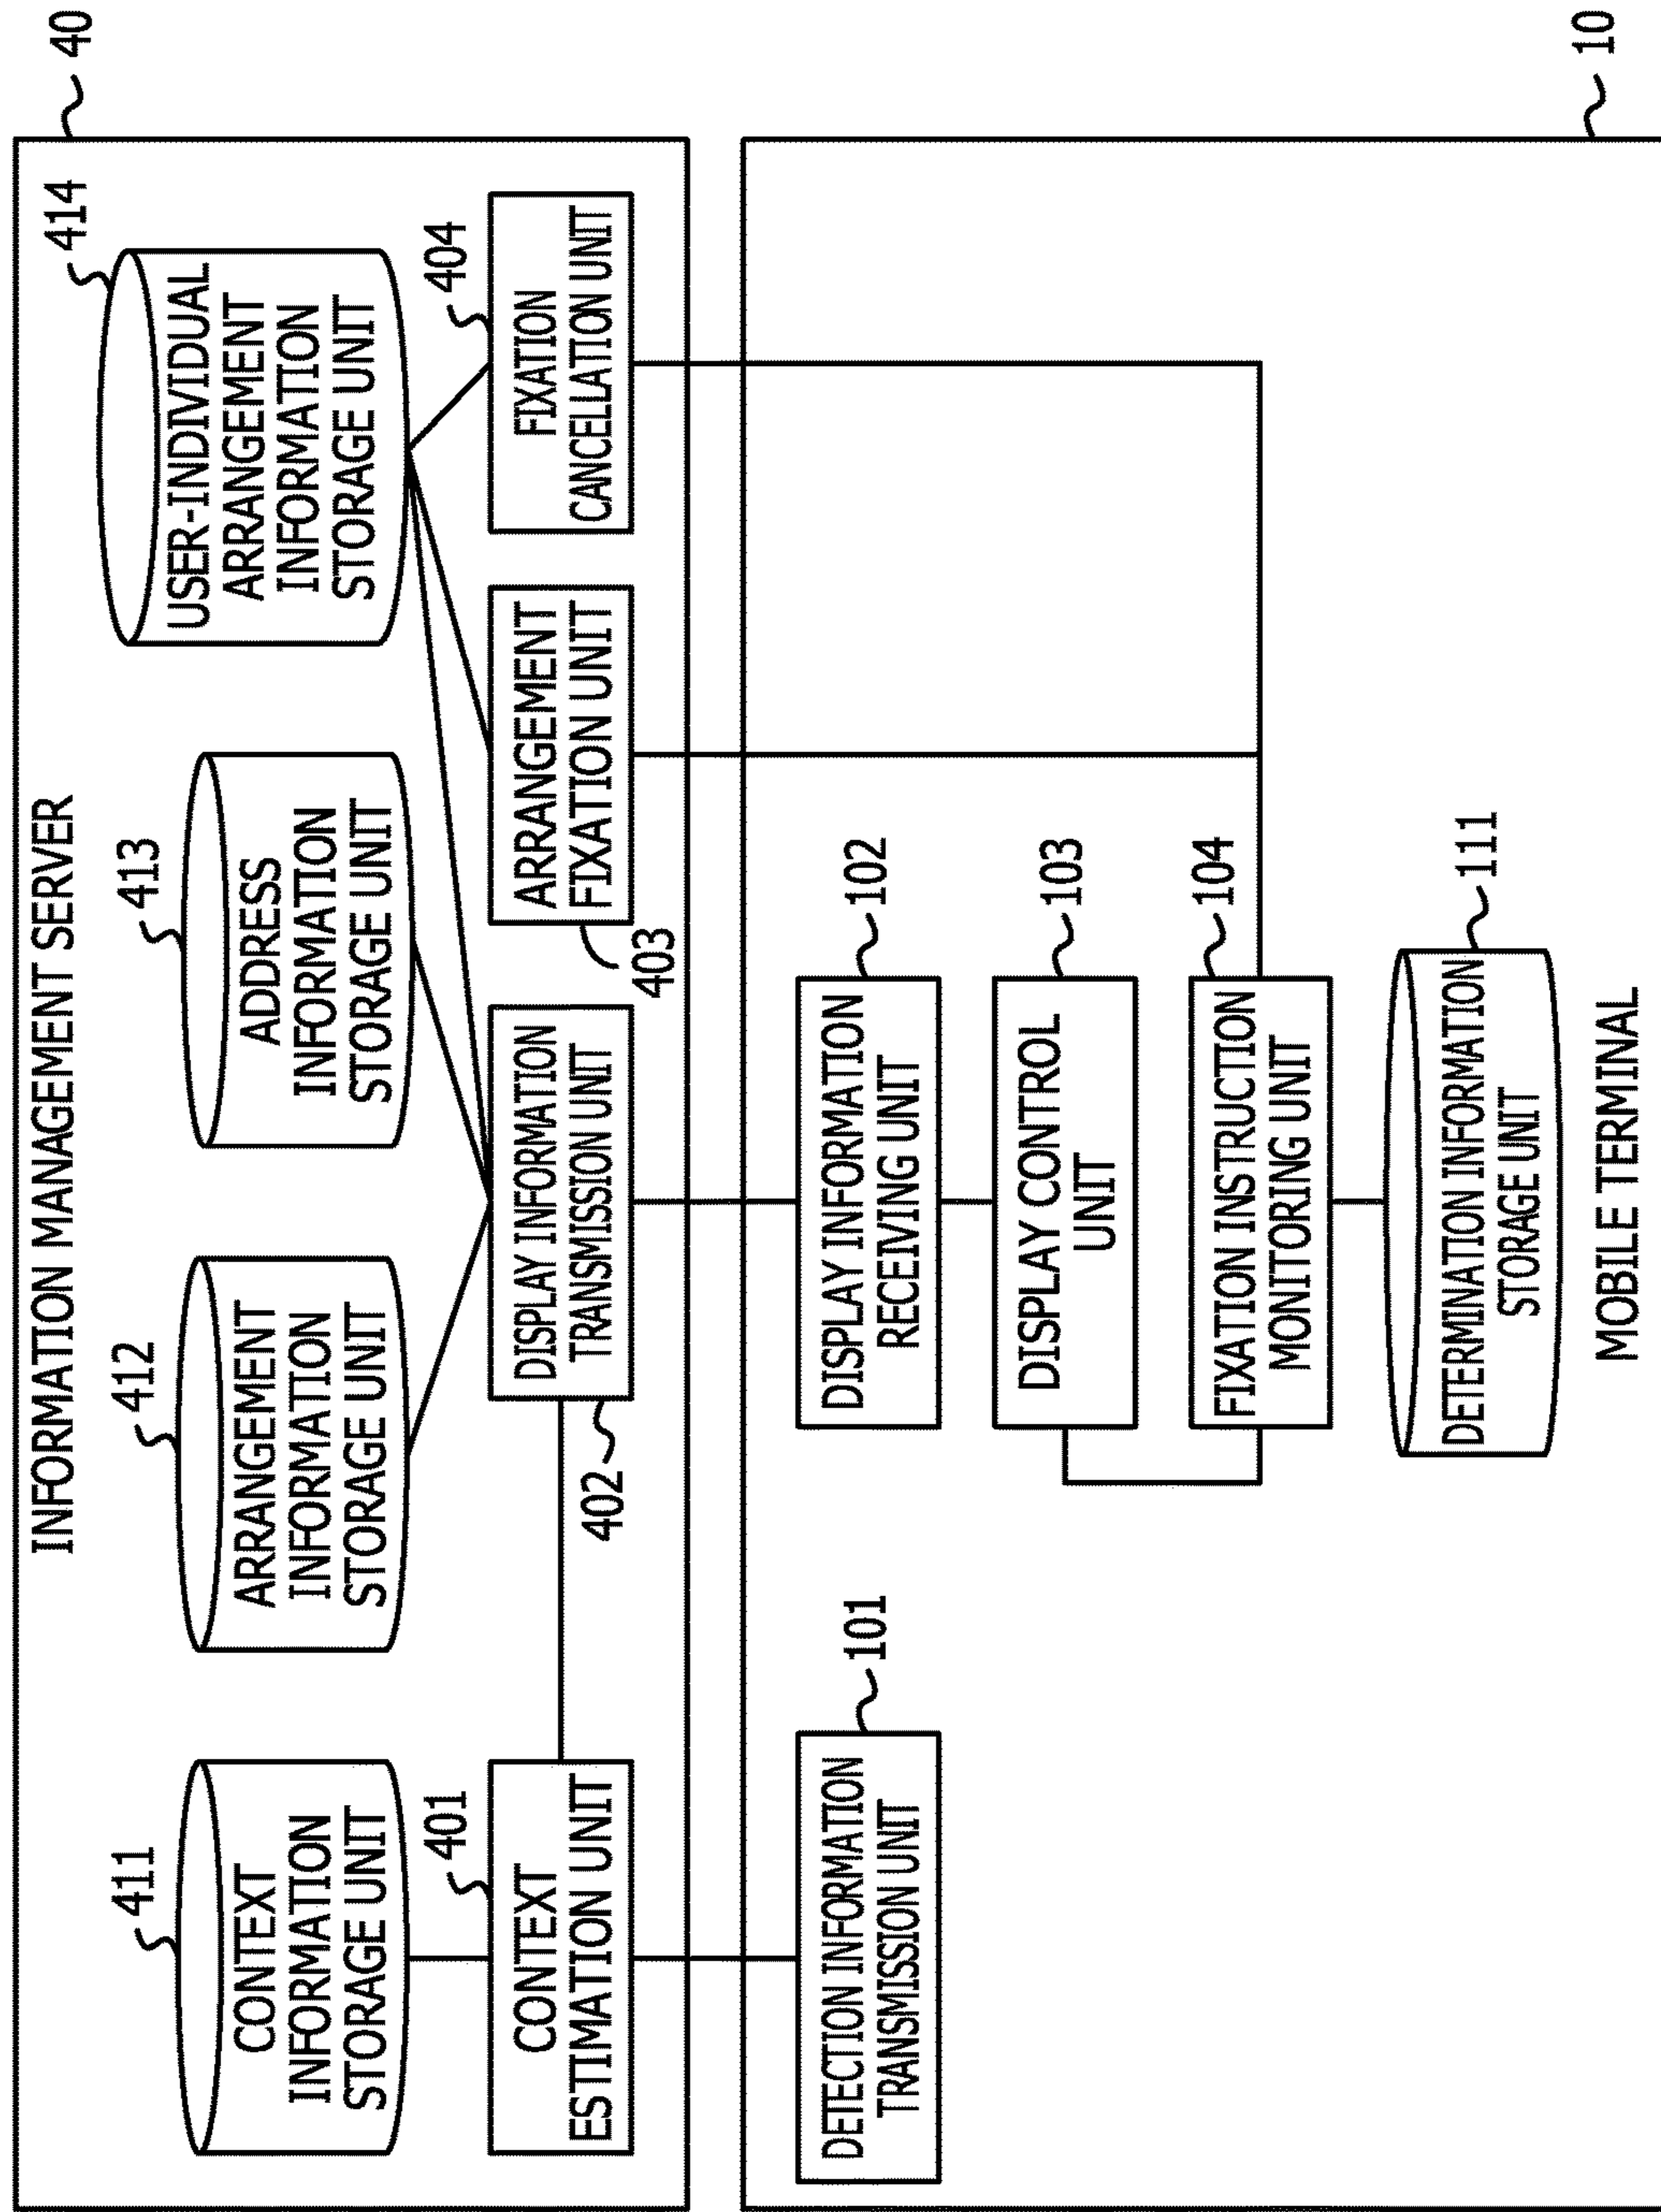 INFORMATION MANAGEMENT SERVER
40
411
CONTEXT
INFORMATION
STORAGE UNIT
412
ARRANGEMENT
INFORMATION
STORAGE UNIT
413
ADDRESS
INFORMATION
STORAGE UNIT
414
USER-INDIVIDUAL
ARRANGEMENT
INFORMATION
STORAGE UNIT
401
CONTEXT
ESTIMATION UNIT
402
DISPLAY INFORMATION
TRANSMISSION UNIT
403
ARRANGEMENT
FIXATION UNIT
404
FIXATION
CANCELLATION UNIT
101
DETECTION INFORMATION
TRANSMISSION UNIT
102
DISPLAY INFORMATION
RECEIVING UNIT
103
DISPLAY CONTROL
UNIT
104
FIXATION INSTRUCTION
MONITORING UNIT
111
DETERMINATION INFORMATION
STORAGE UNIT
MOBILE TERMINAL
10